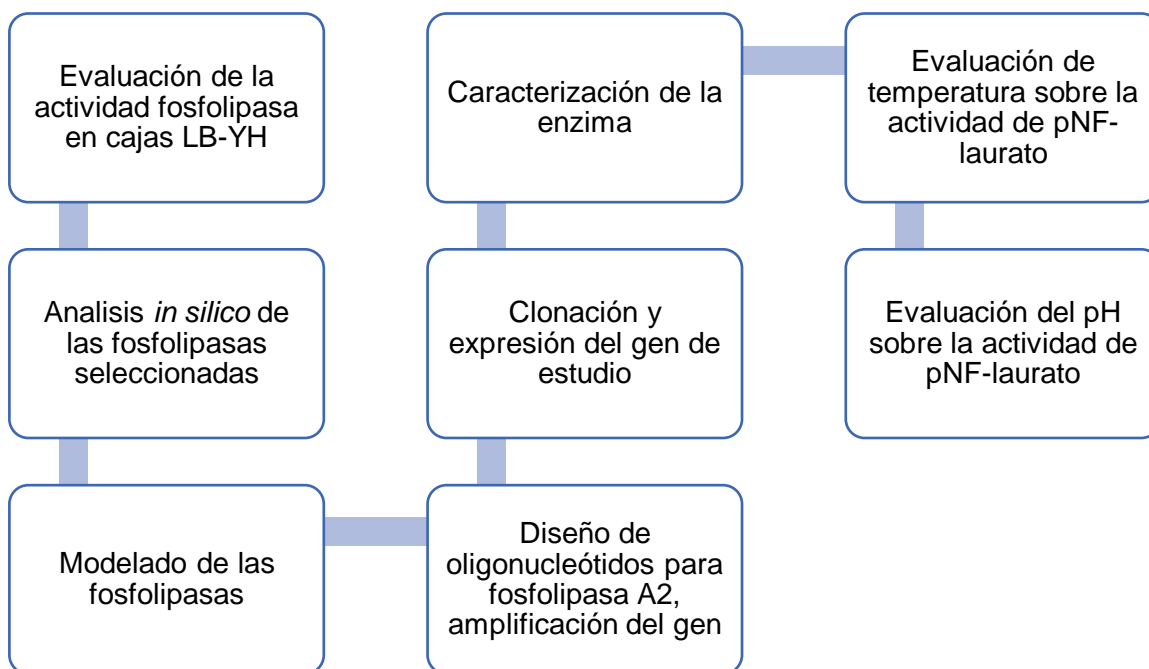 Evaluación de la
actividad fosfolipasa
en cajas LB-YH
Analisis in silico de
las fosfolipasas
seleccionadas
Modelado de las
fosfolipasas
Diseño de
oligonucleótidos para
fosfolipasa A2,
amplificación del gen
Clonación y
expresión del gen de
estudio
Caracterización de la
enzima
Evaluación de
temperatura sobre la
actividad de pNF-
laurato
Evaluación del pH
sobre la actividad de
pNF-laurato